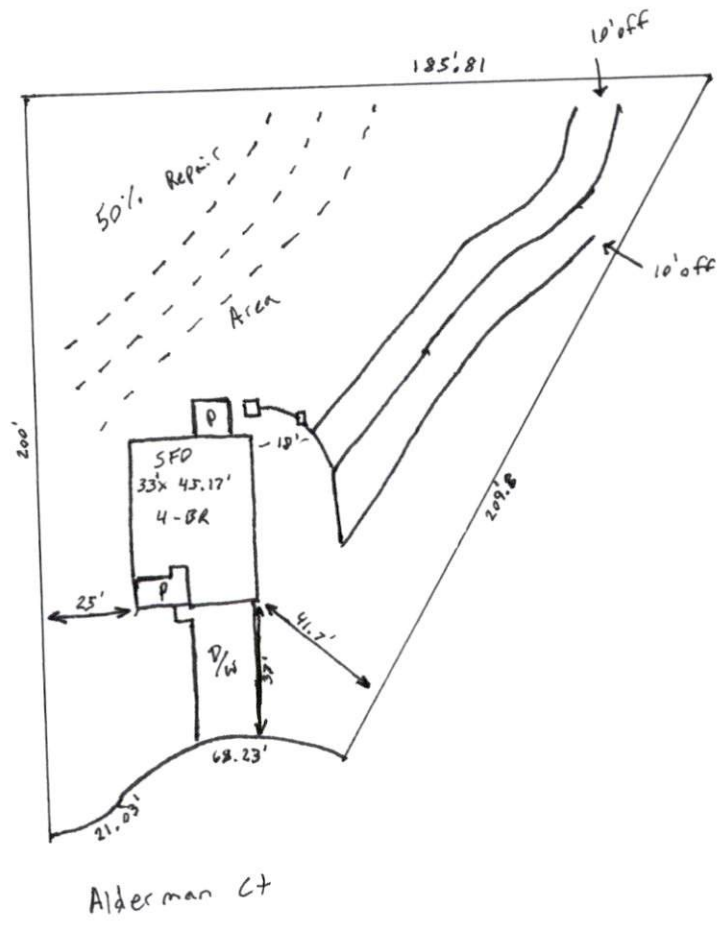 10'off
185'.81
50% Repair
Area
10'off
200'
P
-18'-
SFD
33'x 45.17'
4-BR
209.8
25'
P
41.7'
D/W
37'
68.23'
21.03'
Alderman Ct